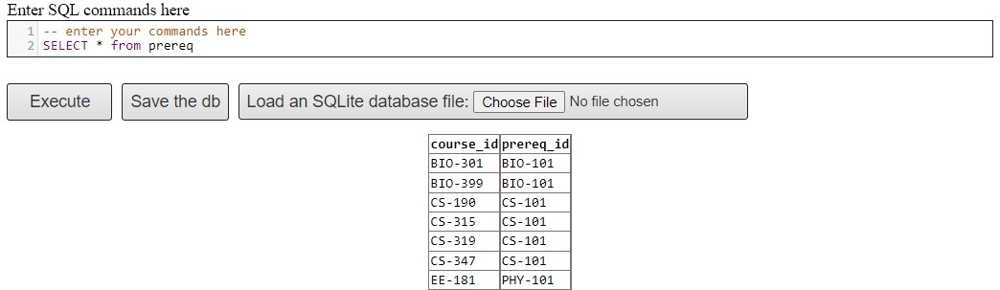 Enter SQL commands here
1 -- enter your commands here
2 SELECT * from prereq
Execute Save the db Load an SQLite database file: Choose File No file chosen
course_id prereq_id
BIO-301 BIO-101
BIO-399 BIO-101
CS-190 CS-101
CS-315 CS-101
CS-319 CS-101
CS-347 CS-101
EE-181 PHY-101